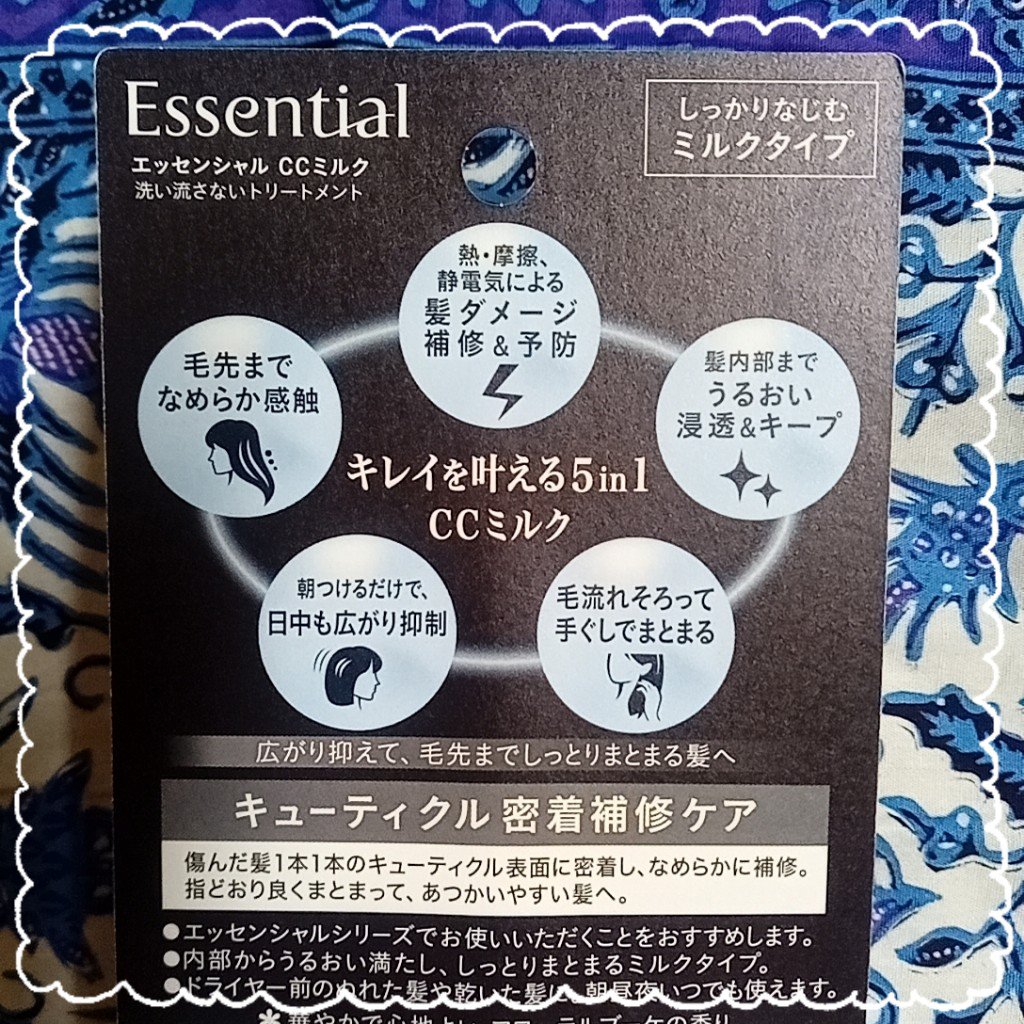 Essential
エッセンシャル CCミルク
洗い流さないトリートメント
しっかりなじむ
ミルクタイプ
熱・摩擦、
静電気による
髪ダメージ
補修&予防
毛先まで
なめらか感触
髪内部まで
うるおい
浸透&キープ
キレイを叶える5in1
CCミルク
朝つけるだけで、
日中も広がり抑制
毛流れそろって
手ぐしでまとまる
広がり抑えて、毛先までしっとりまとまる髪へ
キューティクル 密着補修ケア
傷んだ髪1本1本のキューティクル表面に密着し、なめらかに補修。
指どおり良くまとまって、あつかいやすい髪へ。
●エッセンシャルシリーズでお使いいただくことをおすすめします。
●内部からうるおい満たし、しっとりまとまるミルクタイプ。
●ドライヤー前のぬれた髪や乾いた髪に、朝昼夜いつでも使えます。